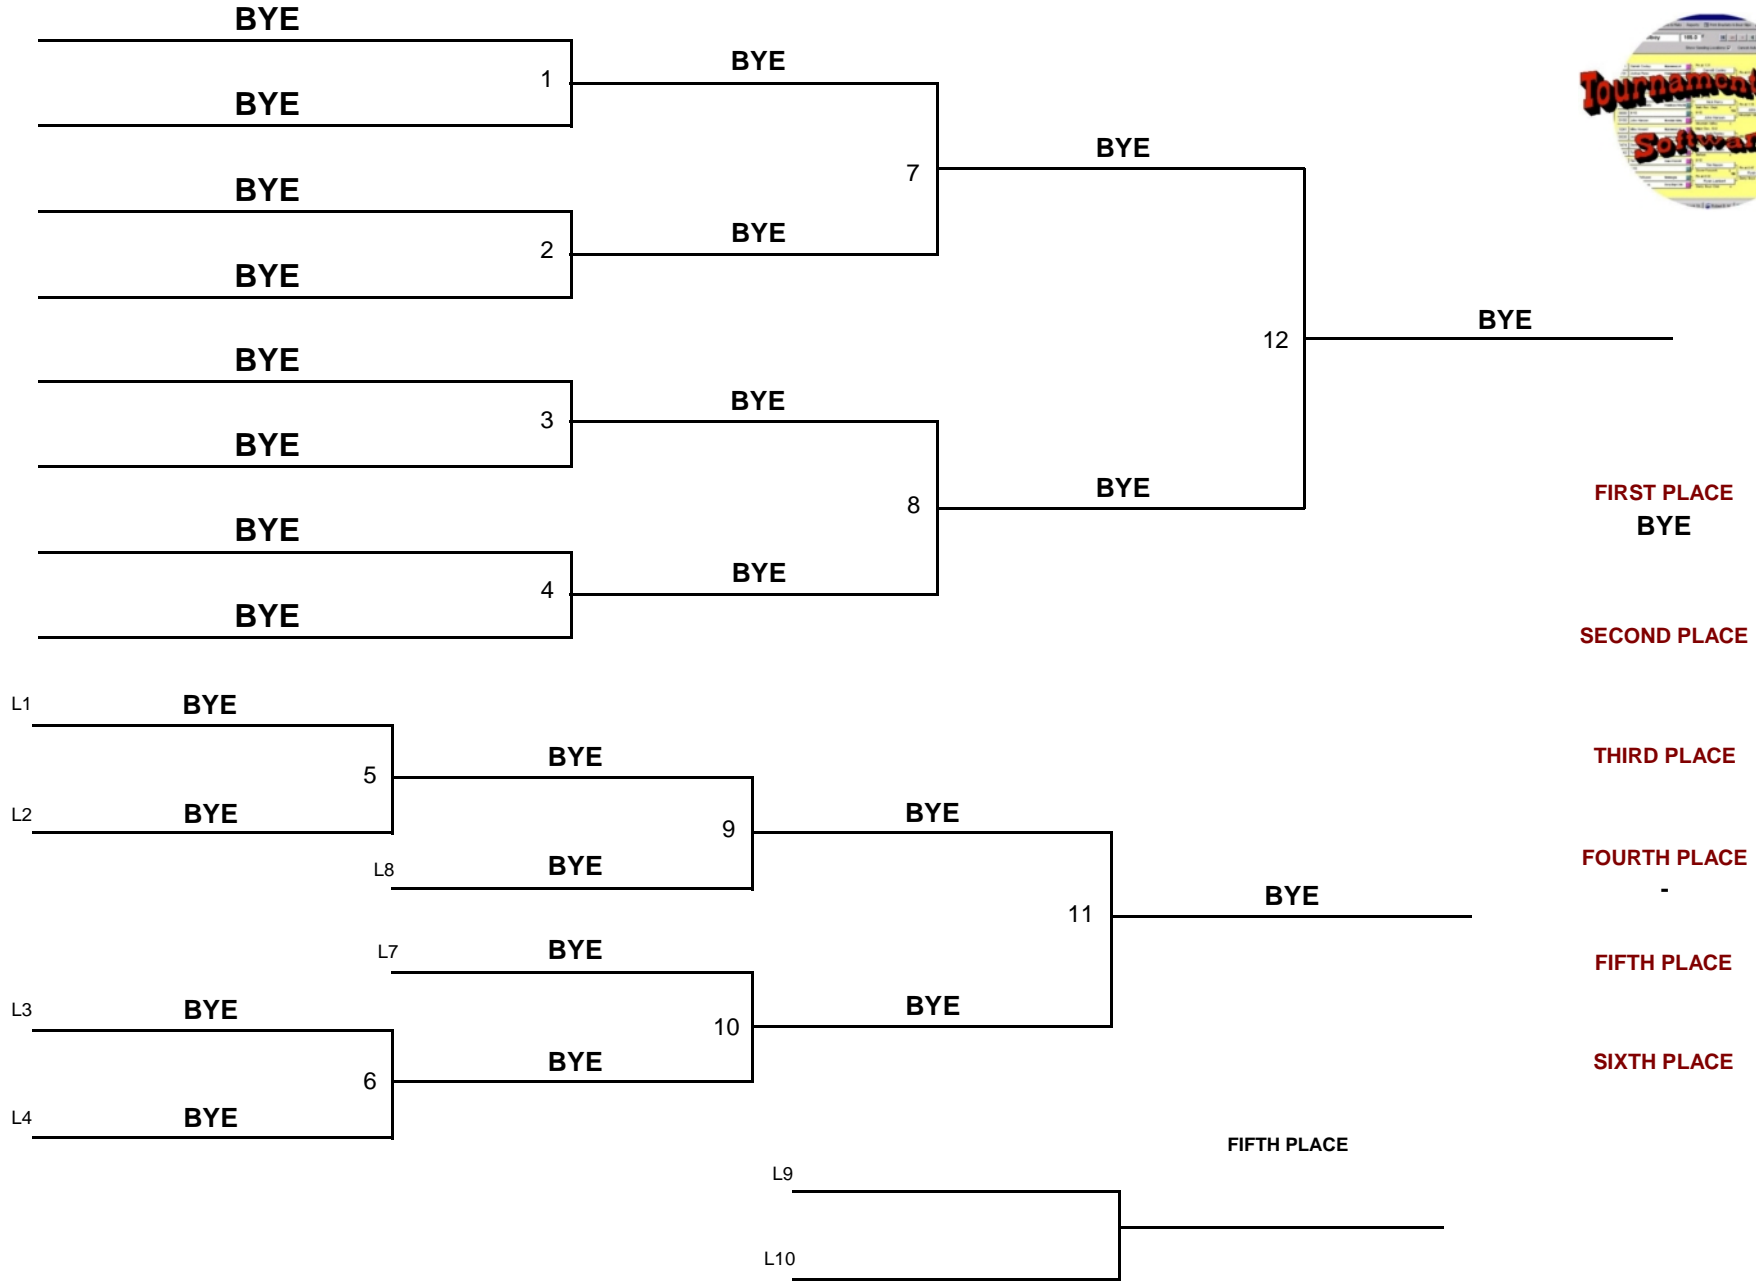 BYE
1
BYE
BYE
BYE
7
BYE
BYE
2
BYE
BYE
12
BYE
BYE
3
BYE
BYE
8
BYE
BYE
4
BYE
BYE
Tournament
Software
FIRST PLACE
BYE
SECOND PLACE
THIRD PLACE
FOURTH PLACE
-
FIFTH PLACE
SIXTH PLACE
L1 BYE
5
BYE
L2 BYE
9
BYE
L8 BYE
11
BYE
L7 BYE
L3 BYE
10
BYE
6
BYE
L4 BYE
FIFTH PLACE
L9
L10